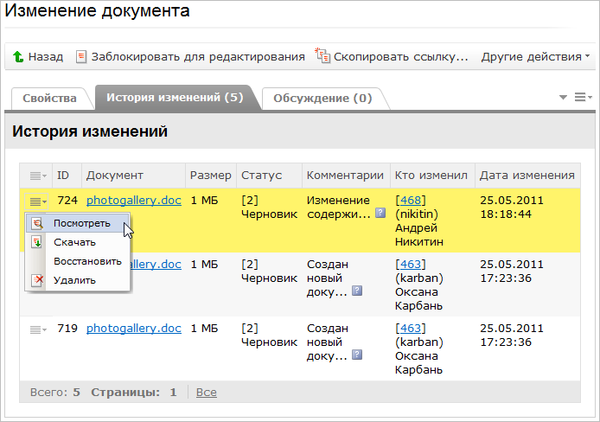 Изменение документа
Назад Заблокировать для редактирования Скопировать ссылку... Другие действия
Свойства История изменений (5) Обсуждение (0)
История изменений
ID Документ Размер Статус Комментарии Кто изменил Дата изменения
724 photogallery.doc 1 МБ [2] Изменение [468] 25.05.2011
Черновик содержи... ? (nikitin) 18:18:44
Андрей
Никитин
Посмотреть
Скачать
Восстановить
Удалить
gallery.doc 1 МБ [2] Создан [463] 25.05.2011
Черновик новый (karban) 17:23:36
доку... ? Оксана
Карбань
719 photogallery.doc 1 МБ [2] Создан [463] 25.05.2011
Черновик новый (karban) 17:23:36
доку... ? Оксана
Карбань
Всего: 5 Страницы: 1 Все